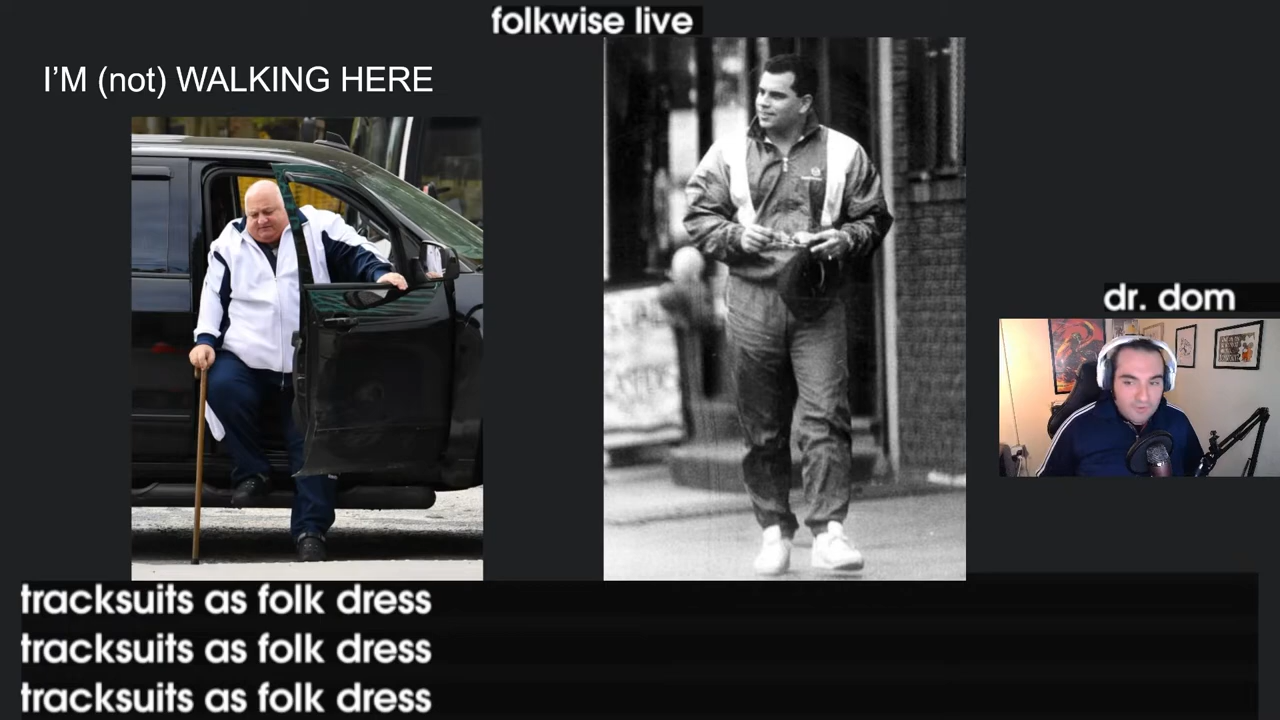 folkwise live
I'M (not) WALKING HERE
dr. dom
tracksuits as folk dress
tracksuits as folk dress
tracksuits as folk dress